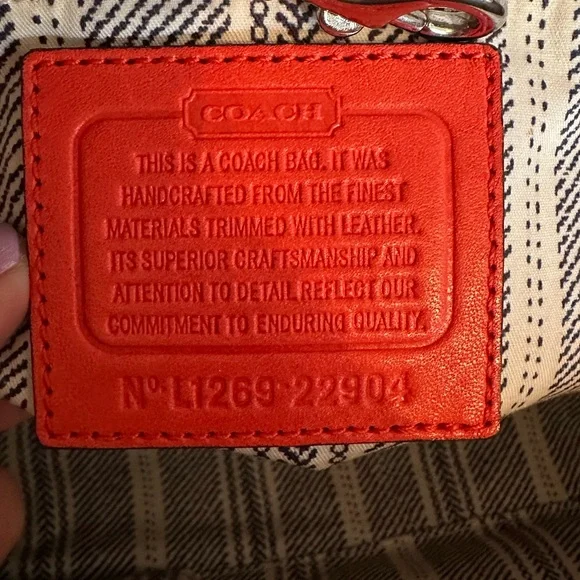 COACH
THIS IS A COACH BAG. IT WAS
HANDCRAFTED FROM THE FINEST
MATERIALS TRIMMED WITH LEATHER.
ITS SUPERIOR CRAFTSMANSHIP AND
ATTENTION TO DETAIL REFLECT OUR
COMMITMENT TO ENDURING QUALITY.
Nº L1269-22904